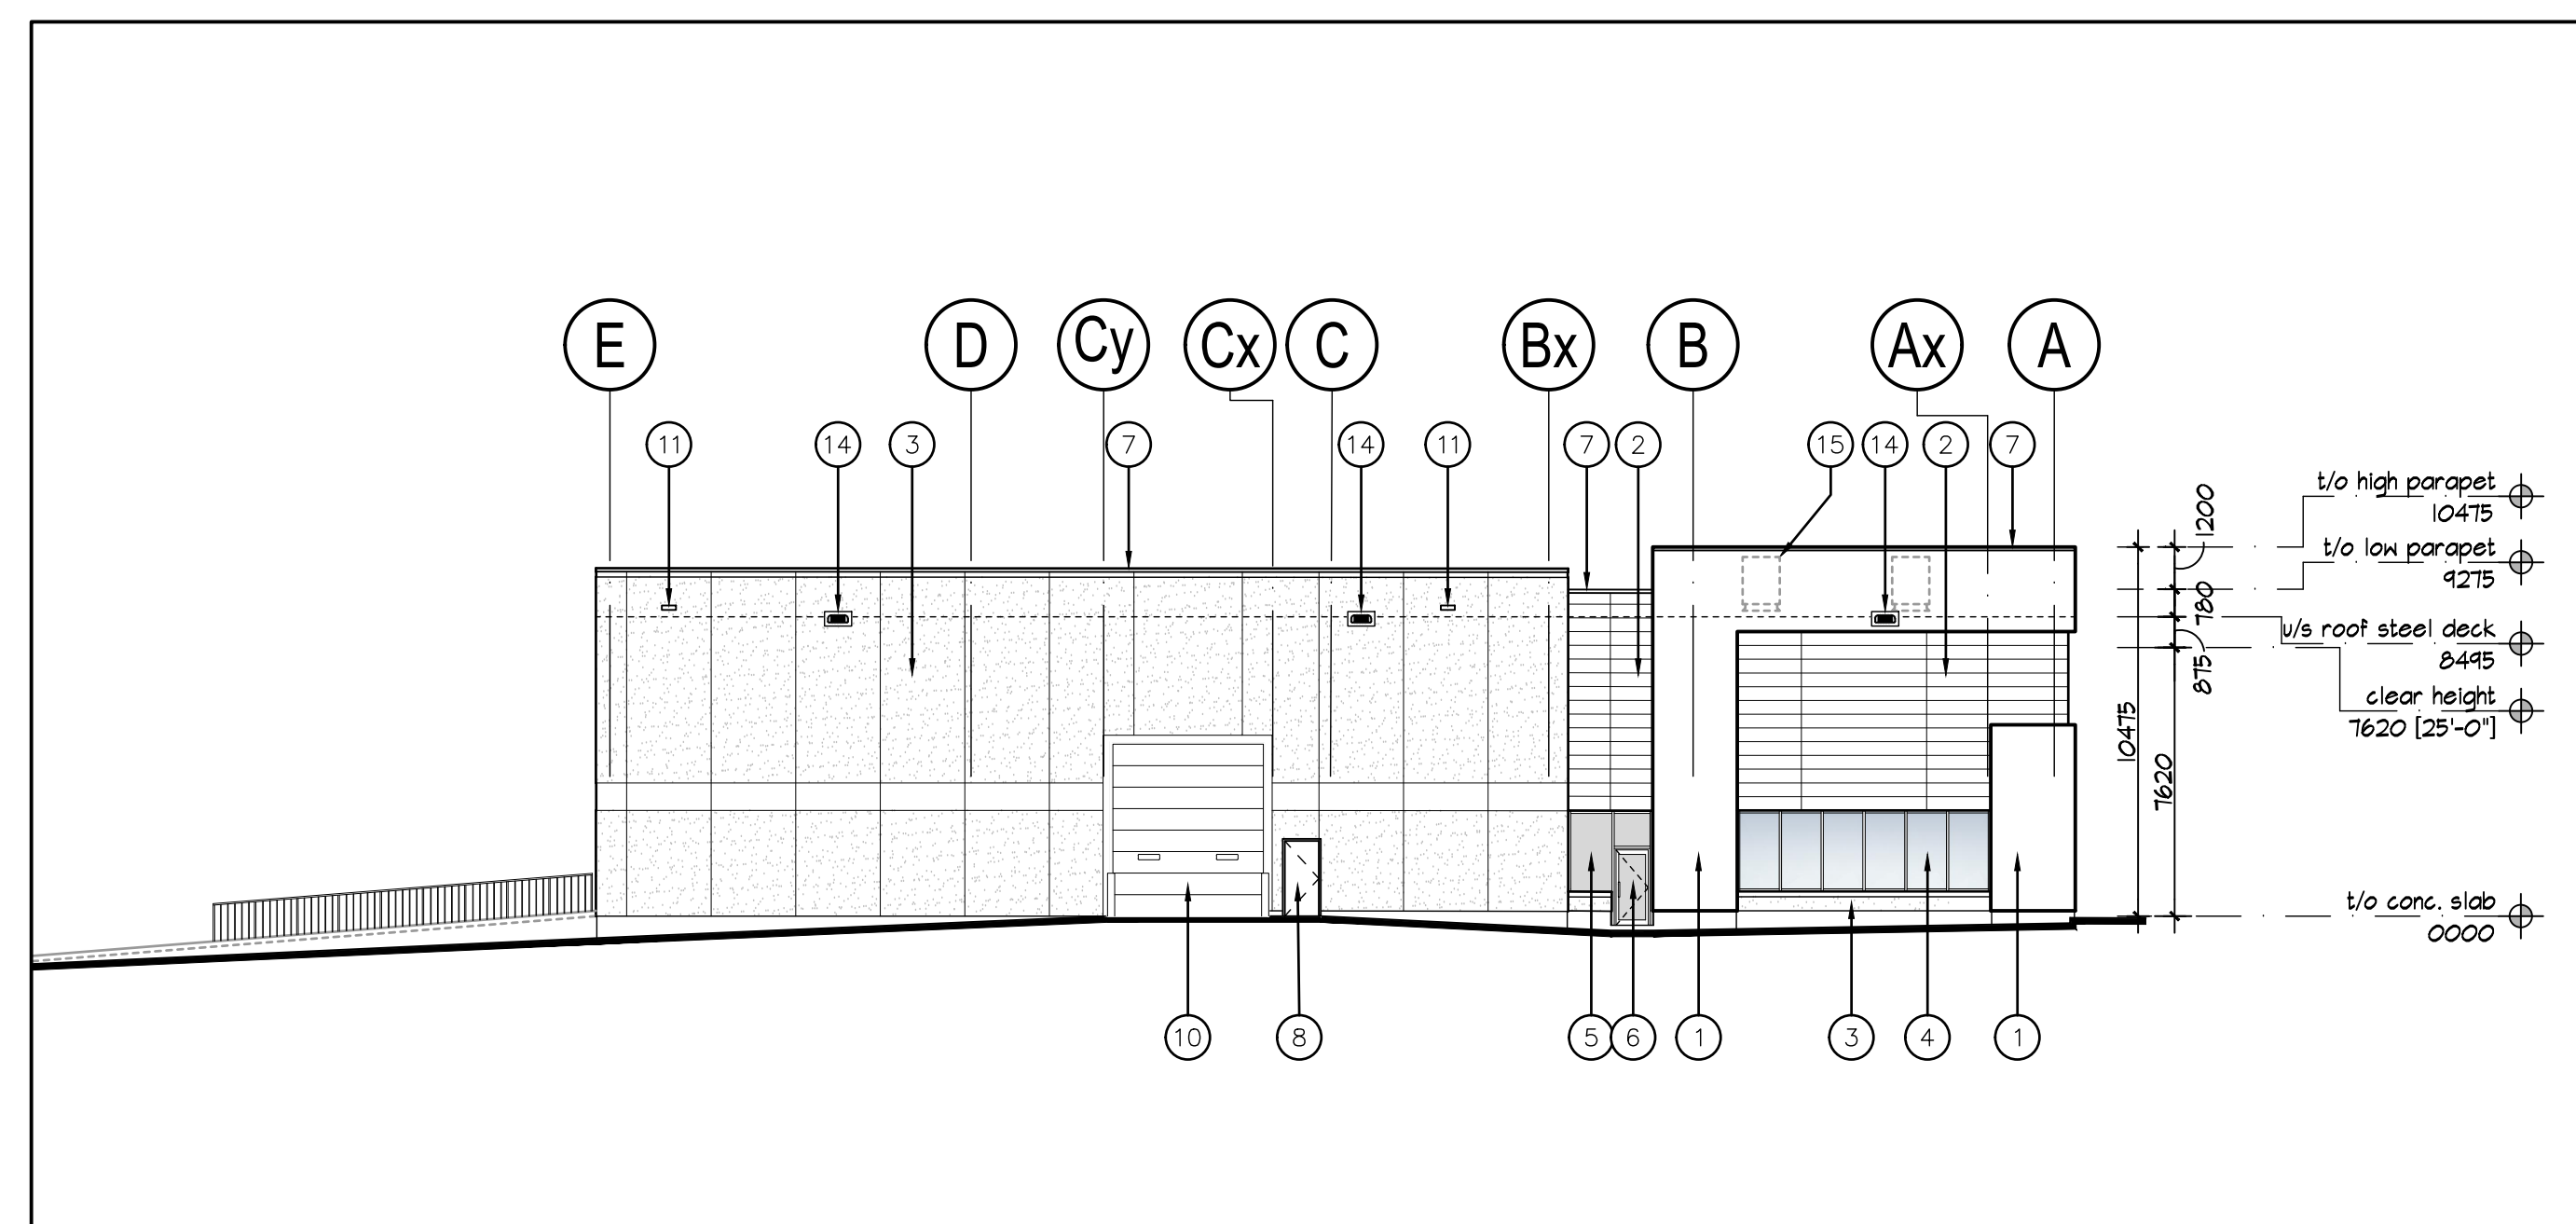 E D Cy Cx C Bx B Ax A
11 14 3 7 14 11 7 2 15 14 2 7
t/o high parapet
10475
1200
t/o low parapet
9275
780
u/s roof steel deck
8495
875
clear height
7620 [25'-0"]
10475
7620
t/o conc. slab
0000
10 8 5 6 1 3 4 1